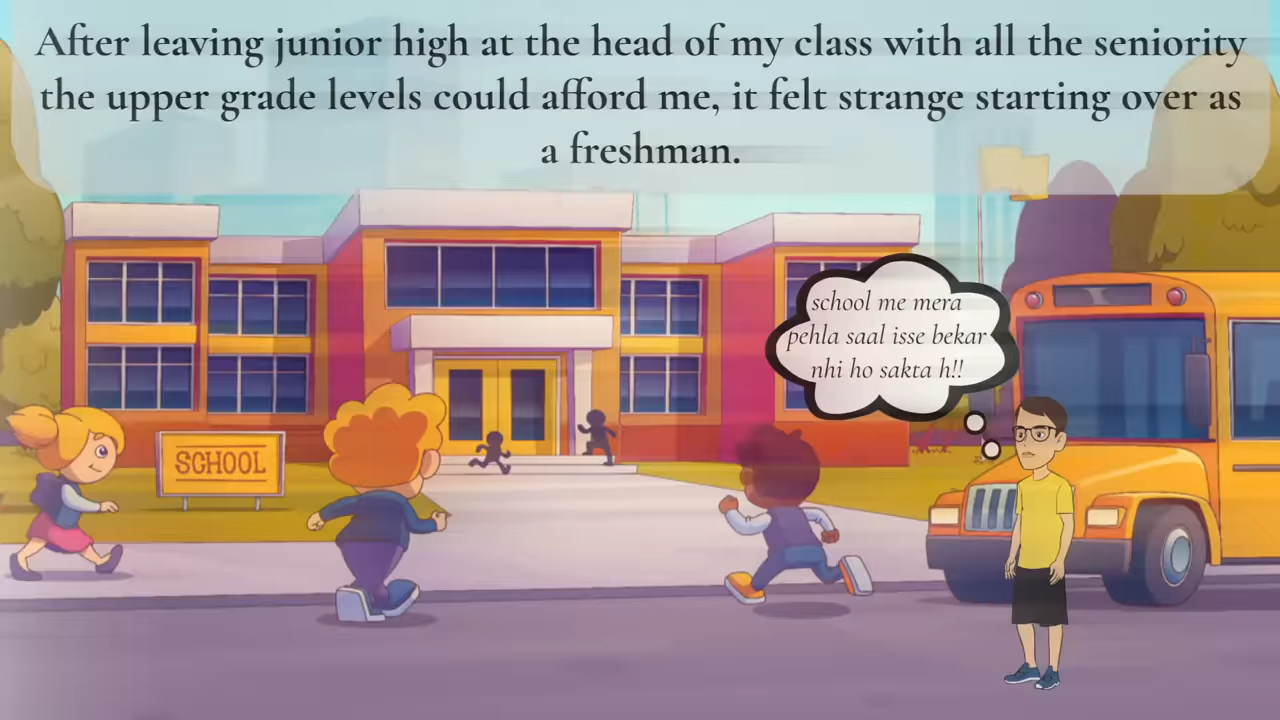 After leaving junior high at the head of my class with all the seniority
the upper grade levels could afford me, it felt strange starting over as
a freshman.
school me mera
pehla saal isse bekar
nhi ho sakta h!!
SCHOOL